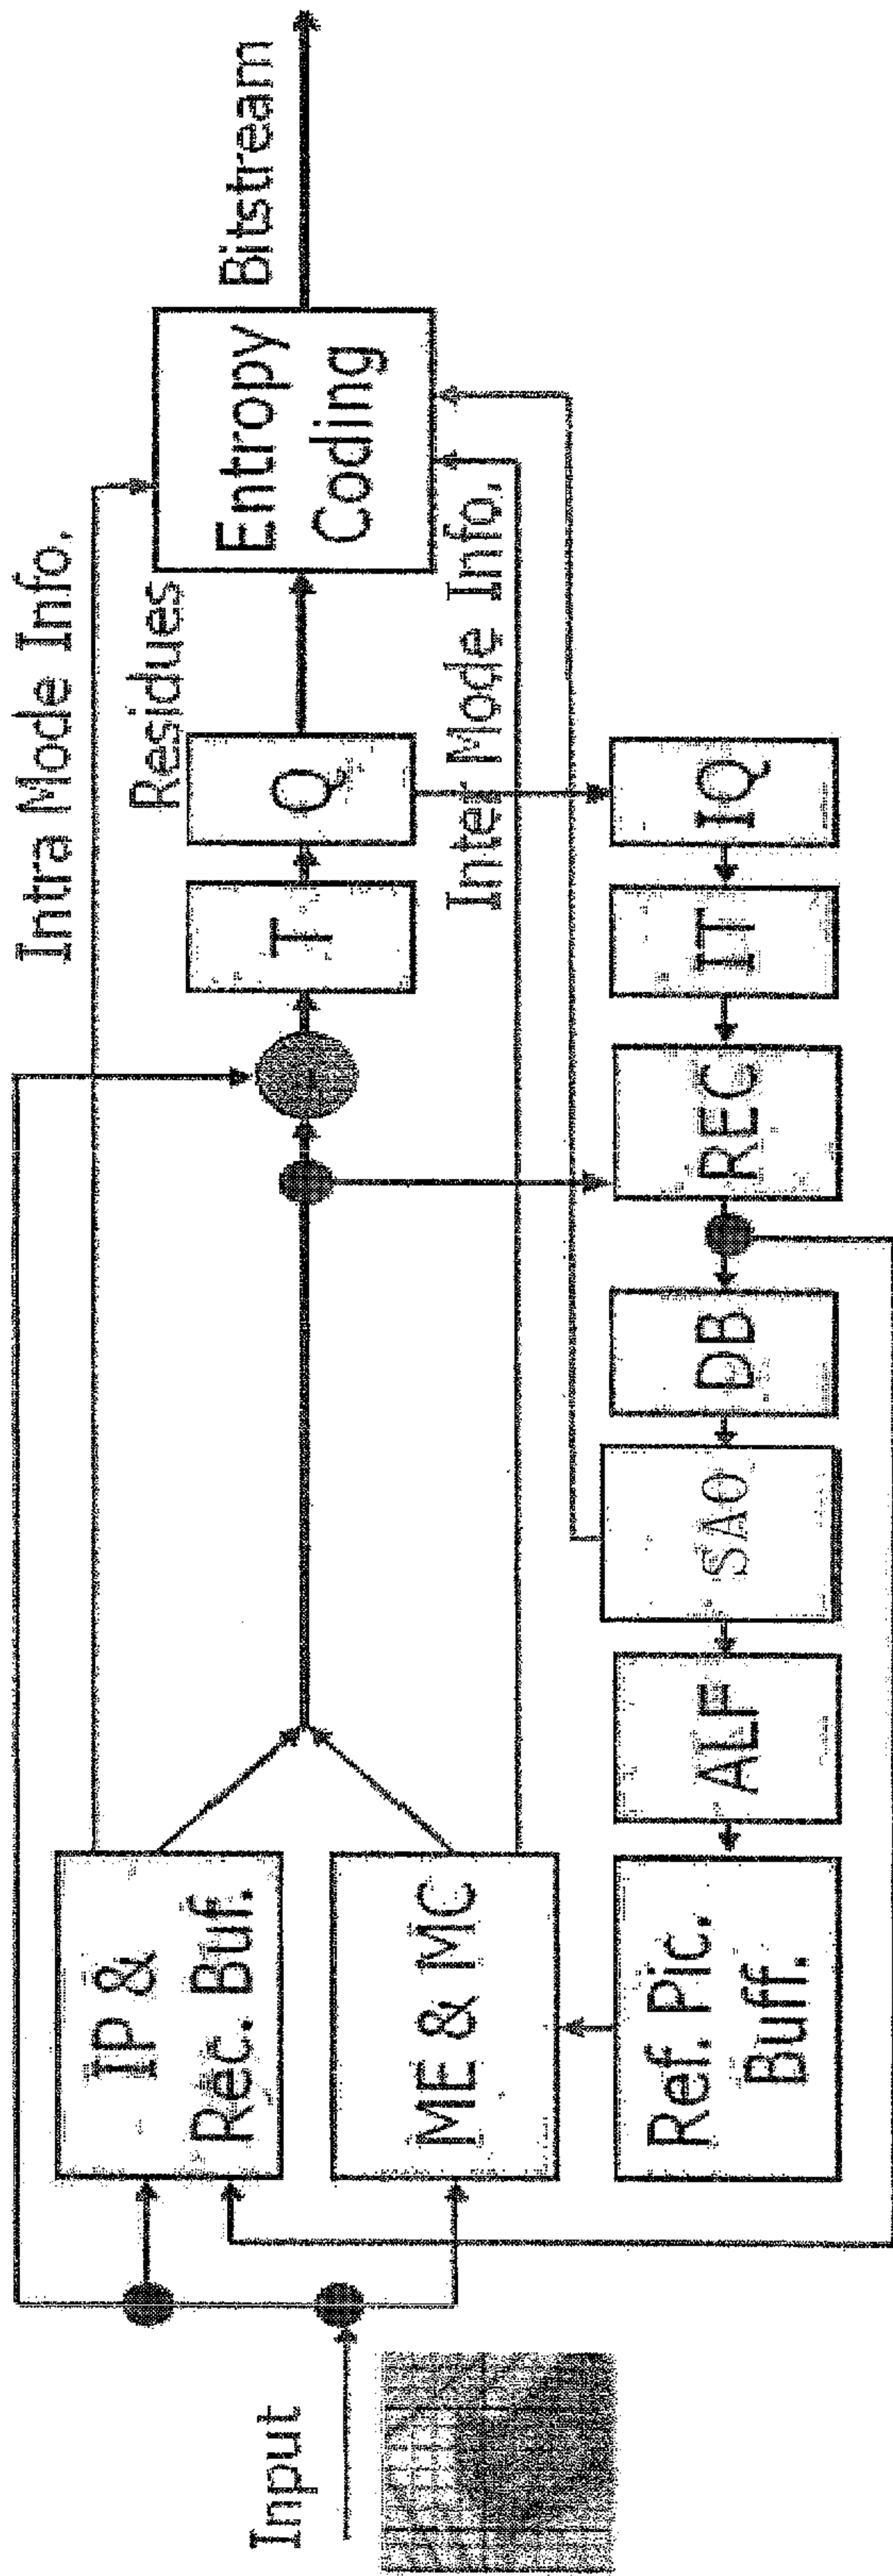 Input
IP &
Rec. Buf.
ME & MC
Ref. Pic.
Buff.
ALF
SAO
DB
REC
IT
IQ
T
Q
-
Intra Mode Info.
Residues
Inter Mode Info.
Entropy
Coding
Bitstream